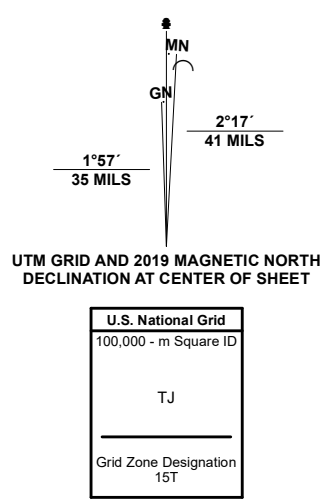 MN
GN
2°17´
41 MILS
1°57´
35 MILS
UTM GRID AND 2019 MAGNETIC NORTH
DECLINATION AT CENTER OF SHEET
U.S. National Grid
100,000 - m Square ID
TJ
Grid Zone Designation
15T